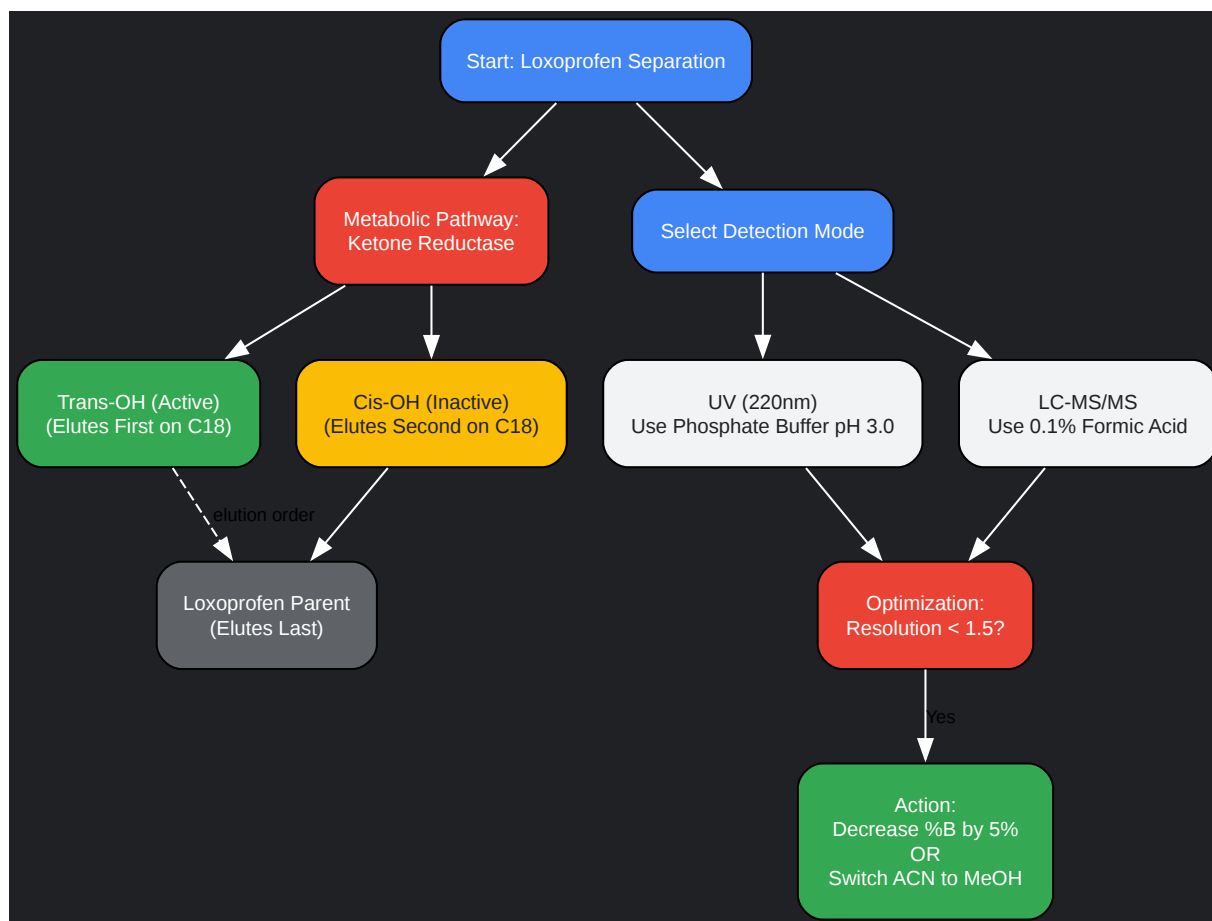 Start: Loxoprofen Separation
Metabolic Pathway:
Ketone Reductase
Select Detection Mode
Trans-OH (Active)
(Elutes First on C18)
Cis-OH (Inactive)
(Elutes Second on C18)
UV (220nm)
Use Phosphate Buffer pH 3.0
LC-MS/MS
Use 0.1% Formic Acid
elution order
Loxoprofen Parent
(Elutes Last)
Optimization:
Resolution < 1.5?
Yes
Action:
Decrease %B by 5%
OR
Switch ACN to MeOH